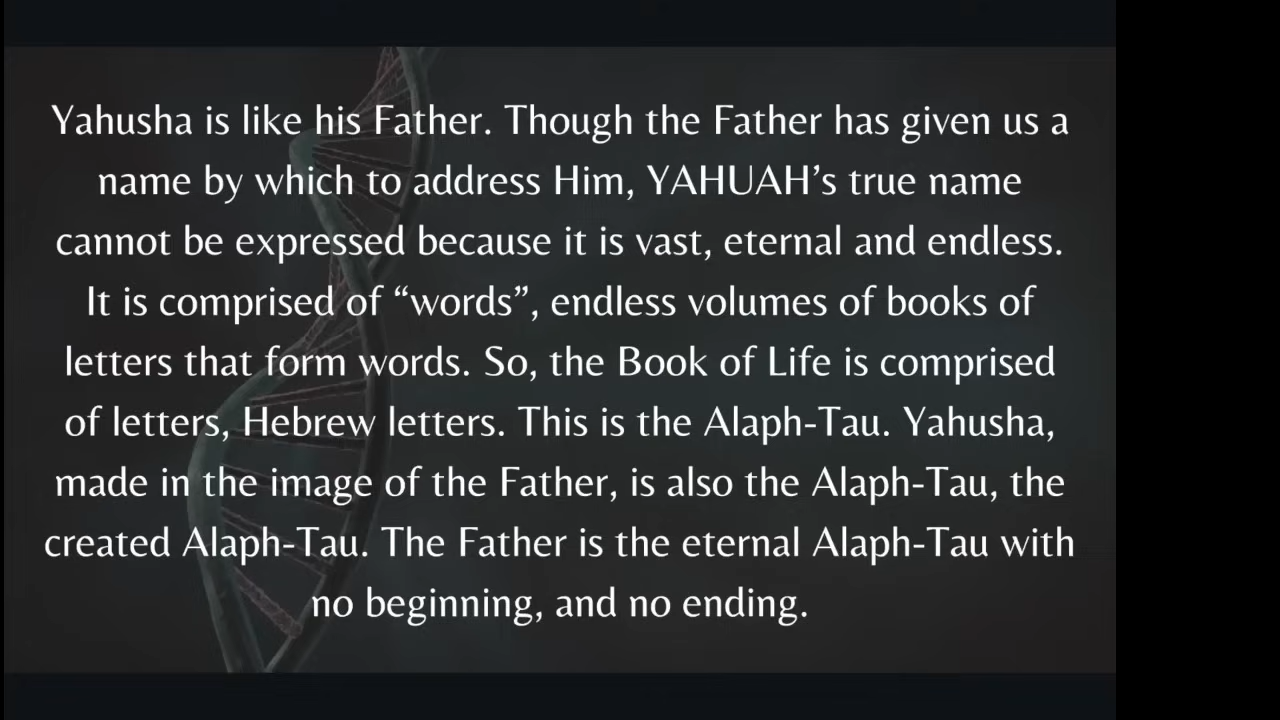 Yahusha is like his Father. Though the Father has given us a
name by which to address Him, YAHUAH’s true name
cannot be expressed because it is vast, eternal and endless.
It is comprised of “words”, endless volumes of books of
letters that form words. So, the Book of Life is comprised
of letters, Hebrew letters. This is the Alaph-Tau. Yahusha,
made in the image of the Father, is also the Alaph-Tau, the
created Alaph-Tau. The Father is the eternal Alaph-Tau with
no beginning, and no ending.